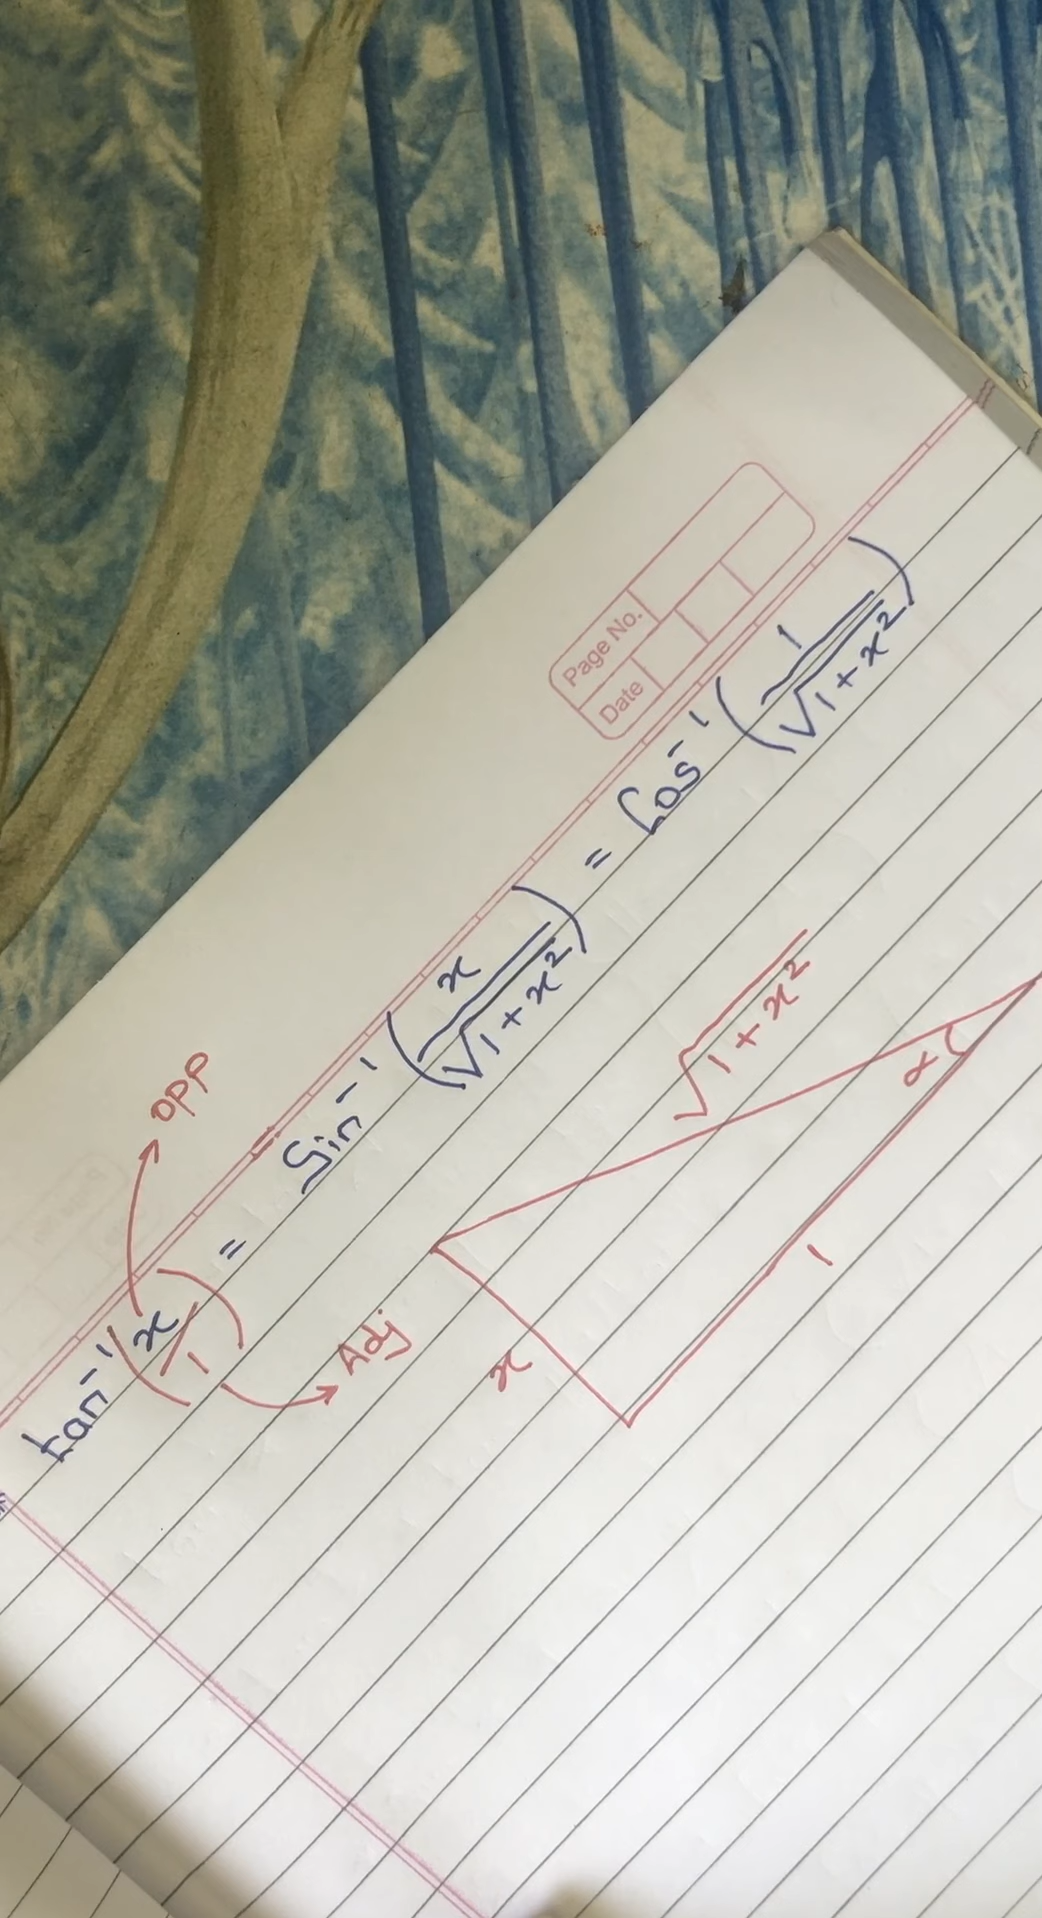 Page No.
Date
tan⁻¹(x/1) = Sin⁻¹(x/√1+x²) = Cos⁻¹(1/√1+x²)
OPP
Adj
√1+x²
x
1
α